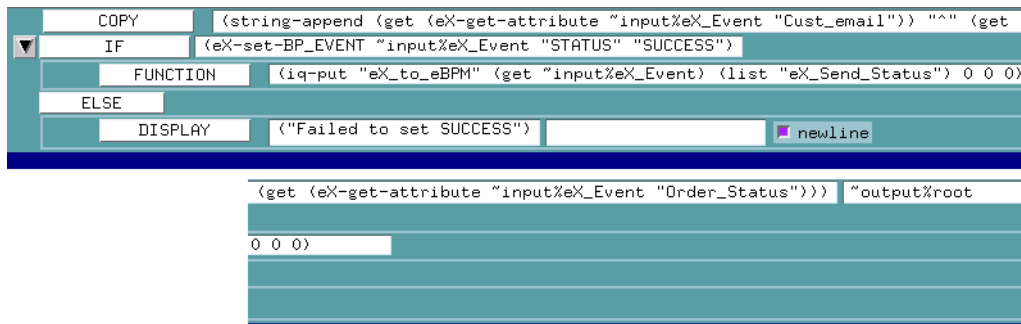 COPY (string-append (get (eX-get-attribute ~input%eX_Event "Cust_email")) "^" (get
IF (eX-set-BP_EVENT ~input%eX_Event "STATUS" "SUCCESS")
FUNCTION (iq-put "eX_to_eBPM" (get ~input%eX_Event) (list "eX_Send_Status") 0 0 0)
ELSE
DISPLAY ("Failed to set SUCCESS") newline
(get (eX-get-attribute ~input%eX_Event "Order_Status"))) ~output%root
0 0 0)